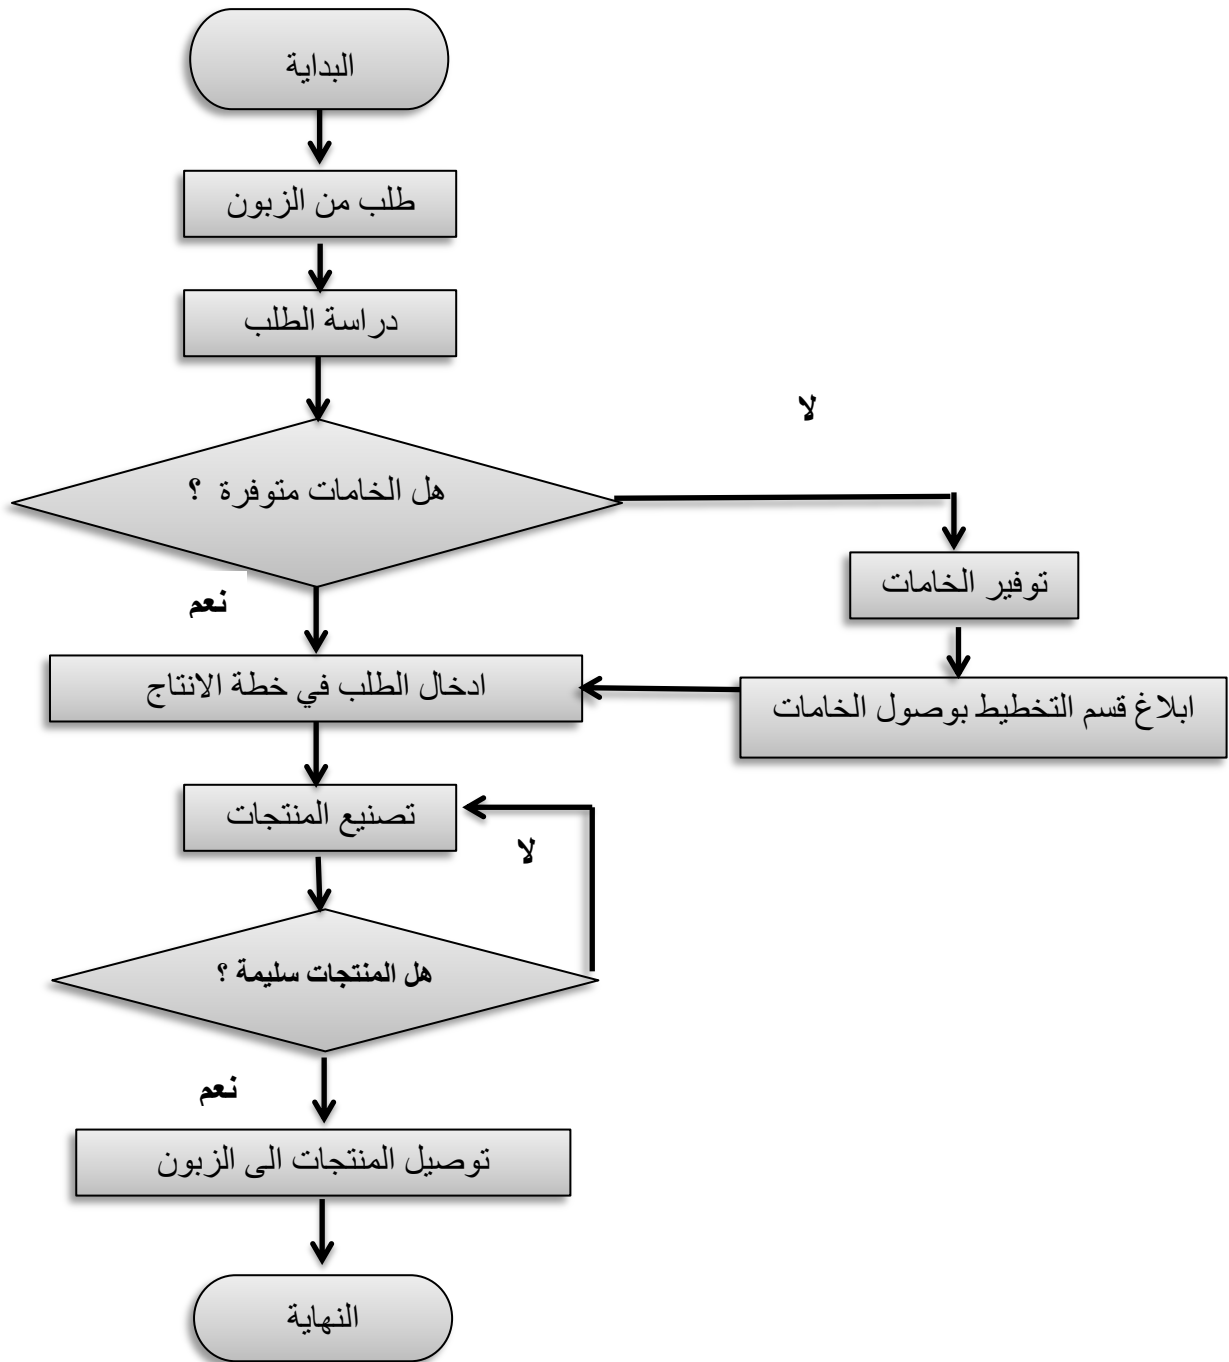 البداية
طلب من الزبون
دراسة الطلب
لا
هل الخامات متوفرة ؟
توفير الخامات
نعم
ادخال الطلب في خطة الانتاج
ابلاغ قسم التخطيط بوصول الخامات
تصنيع المنتجات
لا
هل المنتجات سليمة ؟
نعم
توصيل المنتجات الى الزبون
النهاية